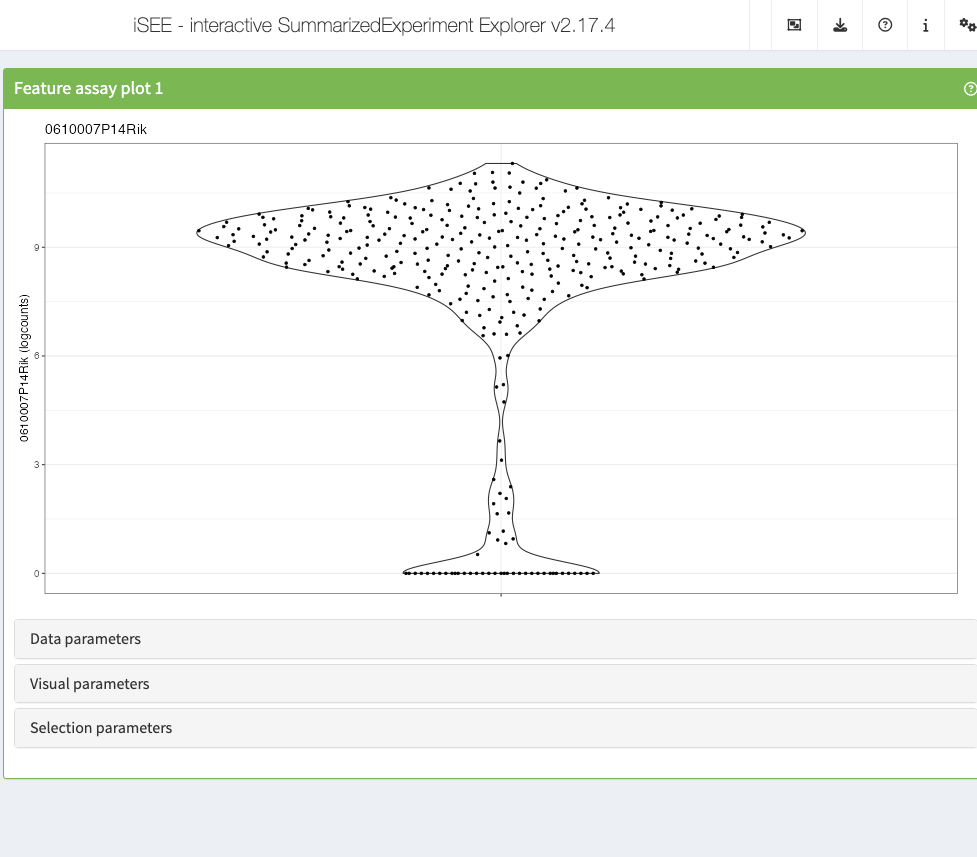 iSEE - interactive SummarizedExperiment Explorer v2.17.4
Feature assay plot 1
0610007P14Rik
0610007P14Rik (logcounts)
9
6
3
0
Data parameters
Visual parameters
Selection parameters